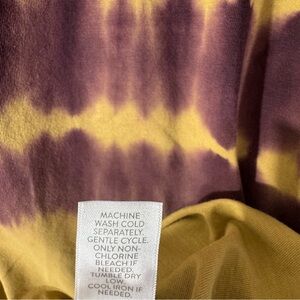 MACHINE
WASH COLD
SEPARATELY.
GENTLE CYCLE.
ONLY NON-
CHLORINE
BLEACH IF
NEEDED.
TUMBLE DRY
LOW.
COOL IRON IF
NEEDED.